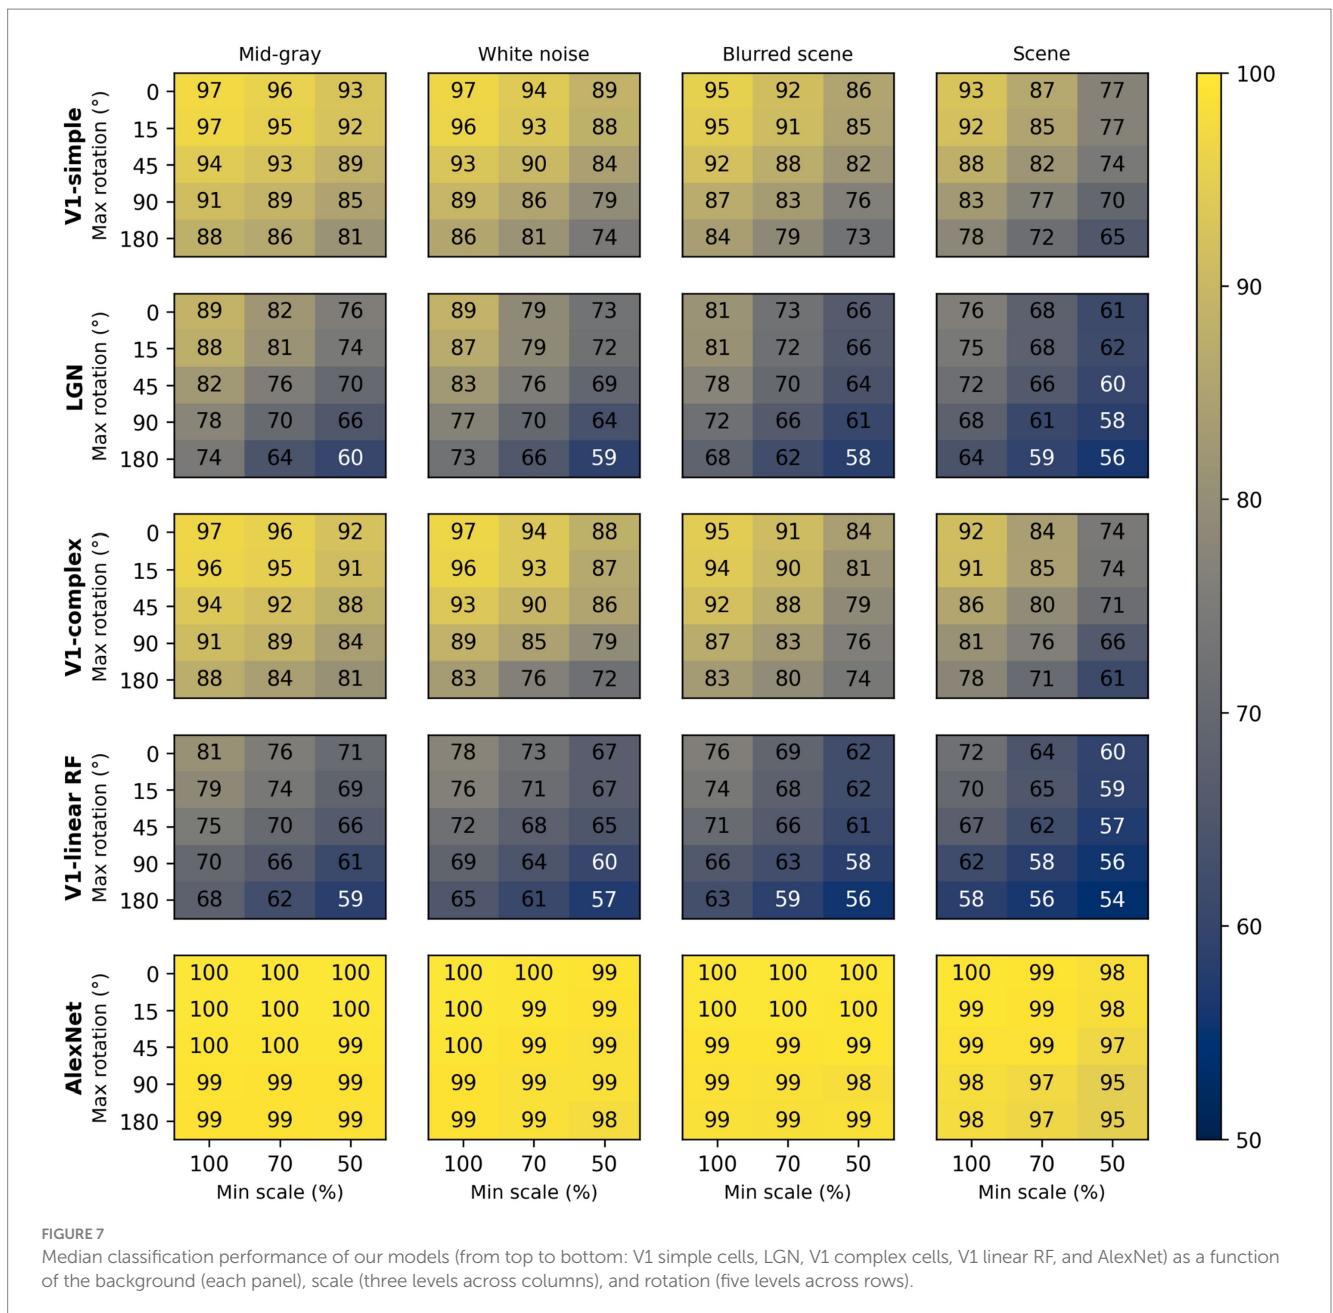 Mid-gray White noise Blurred scene Scene
V1-simple
Max rotation (°)
0 97 96 93 97 94 89 95 92 86 93 87 77
15 97 95 92 96 93 88 95 91 85 92 85 77
45 94 93 89 93 90 84 92 88 82 88 82 74
90 91 89 85 89 86 79 87 83 76 83 77 70
180 88 86 81 86 81 74 84 79 73 78 72 65
LGN
Max rotation (°)
0 89 82 76 89 79 73 81 73 66 76 68 61
15 88 81 74 87 79 72 81 72 66 75 68 62
45 82 76 70 83 76 69 78 70 64 72 66 60
90 78 70 66 77 70 64 72 66 61 68 61 58
180 74 64 60 73 66 59 68 62 58 64 59 56
V1-complex
Max rotation (°)
0 97 96 92 97 94 88 95 91 84 92 84 74
15 96 95 91 96 93 87 94 90 81 91 85 74
45 94 92 88 93 90 86 92 88 79 86 80 71
90 91 89 84 89 85 79 87 83 76 81 76 66
180 88 84 81 83 76 72 83 80 74 78 71 61
V1-linear RF
Max rotation (°)
0 81 76 71 78 73 67 76 69 62 72 64 60
15 79 74 69 76 71 67 74 68 62 70 65 59
45 75 70 66 72 68 65 71 66 61 67 62 57
90 70 66 61 69 64 60 66 63 58 62 58 56
180 68 62 59 65 61 57 63 59 56 58 56 54
AlexNet
Max rotation (°)
0 100 100 100 100 100 99 100 100 100 100 99 98
15 100 100 100 100 99 99 100 100 100 99 99 98
45 100 100 99 100 99 99 99 99 99 99 99 97
90 99 99 99 99 99 99 99 99 98 98 97 95
180 99 99 99 99 99 98 99 99 99 98 97 95
100 70 50 100 70 50 100 70 50 100 70 50
Min scale (%) Min scale (%) Min scale (%) Min scale (%)
100
90
80
70
60
50
FIGURE 7
Median classification performance of our models (from top to bottom: V1 simple cells, LGN, V1 complex cells, V1 linear RF, and AlexNet) as a function
of the background (each panel), scale (three levels across columns), and rotation (five levels across rows).